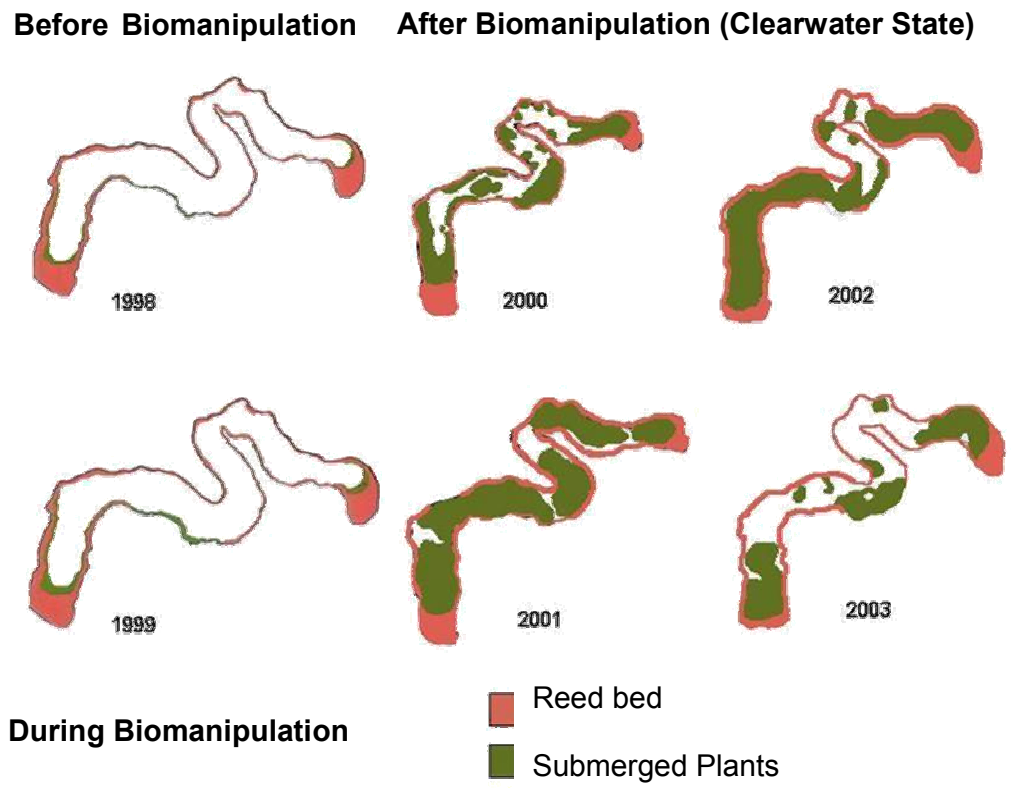 Before Biomanipulation
After Biomanipulation (Clearwater State)
1998
2000
2002
1999
2001
2003
During Biomanipulation
Reed bed
Submerged Plants